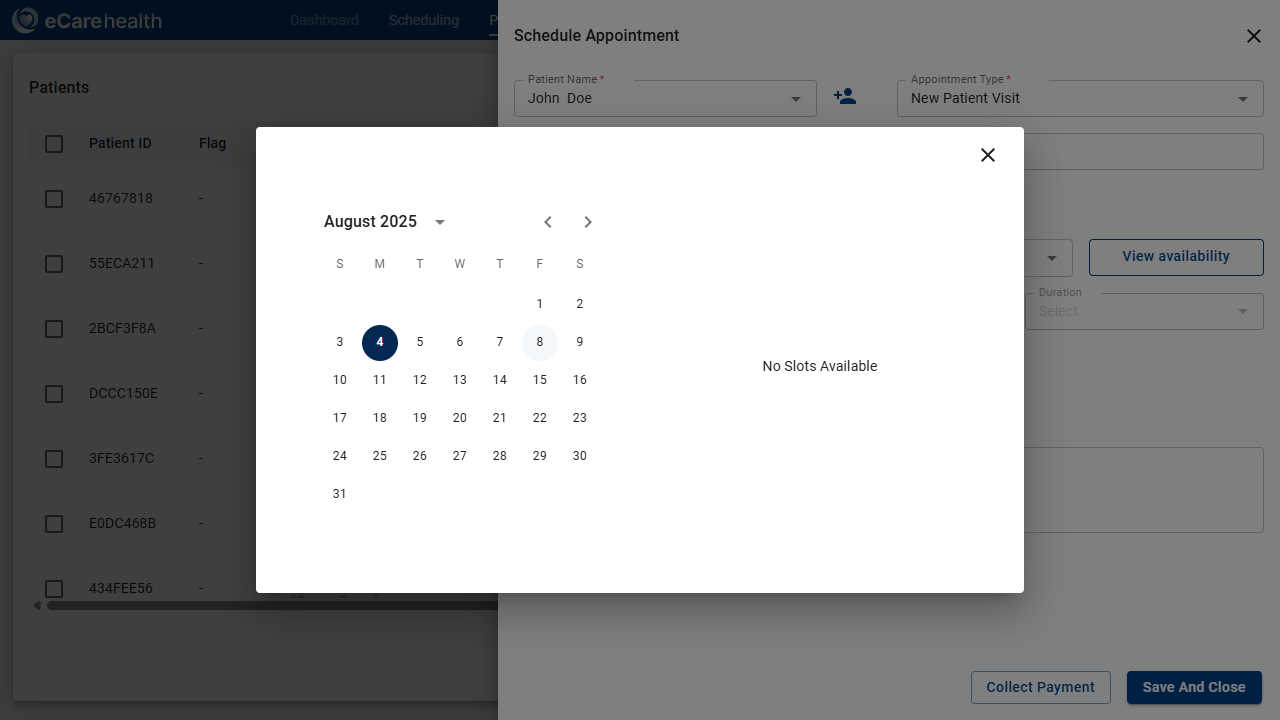 eCarehealth
Dashboard
Scheduling
P
Schedule Appointment
Patients
Patient Name *
John Doe
Appointment Type *
New Patient Visit
Patient ID
Flag
46767818
-
55ECA211
-
2BCF3F8A
-
DCCC150E
-
3FE3617C
-
E0DC468B
-
434FEE56
-
View availability
Duration
Select
August 2025
S M T W T F S
1 2
3 4 5 6 7 8 9
10 11 12 13 14 15 16
17 18 19 20 21 22 23
24 25 26 27 28 29 30
31
No Slots Available
Collect Payment
Save And Close